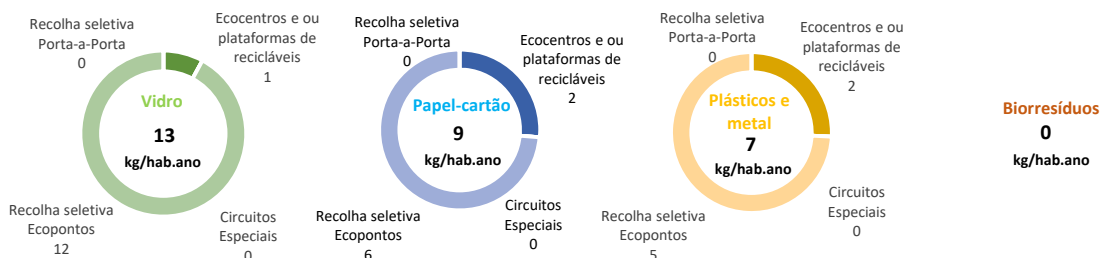 Recolha seletiva
Porta-a-Porta
0
Ecocentros e ou
plataformas de
recicláveis
1
Vidro
13
kg/hab.ano
Recolha seletiva
Ecopontos
12
Circuitos
Especiais
0
Recolha seletiva
Porta-a-Porta
0
Ecocentros e ou
plataformas de
recicláveis
2
Papel-cartão
9
kg/hab.ano
Recolha seletiva
Ecopontos
6
Circuitos
Especiais
0
Recolha seletiva
Porta-a-Porta
0
Ecocentros e ou
plataformas de
recicláveis
2
Plásticos e
metal
7
kg/hab.ano
Recolha seletiva
Ecopontos
5
Circuitos
Especiais
0
Biorresíduos
0
kg/hab.ano